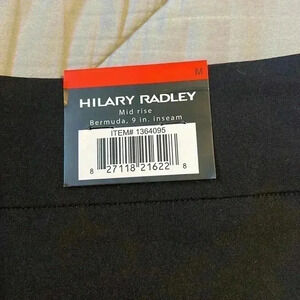 M
HILARY RADLEY
Mid rise
Bermuda, 9 in. inseam
ITEM# 1364095
8 27118 21622 8